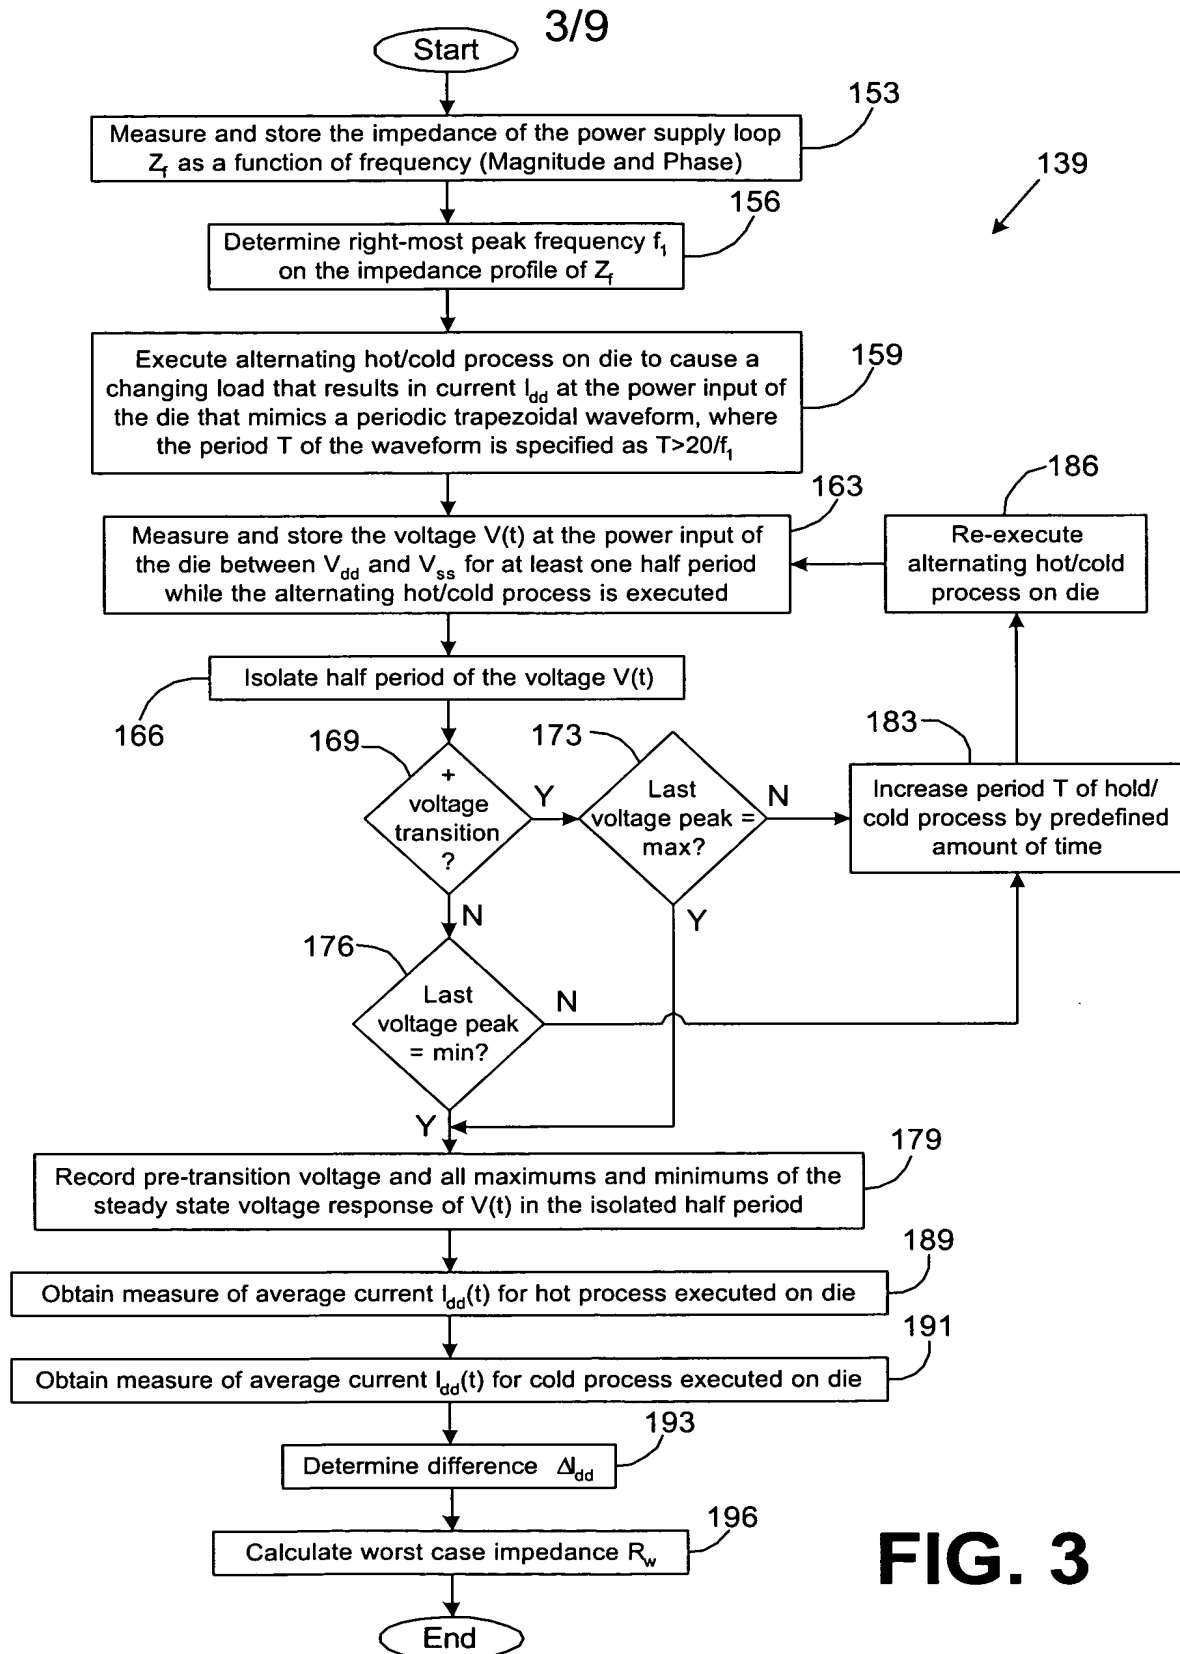 3/9
Start
153
Measure and store the impedance of the power supply loop
Zf as a function of frequency (Magnitude and Phase)
139
156
Determine right-most peak frequency f1
on the impedance profile of Zf
159
Execute alternating hot/cold process on die to cause a
changing load that results in current Idd at the power input of
the die that mimics a periodic trapezoidal waveform, where
the period T of the waveform is specified as T>20/f1
163
Measure and store the voltage V(t) at the power input of
the die between Vdd and Vss for at least one half period
while the alternating hot/cold process is executed
186
Re-execute
alternating hot/cold
process on die
Isolate half period of the voltage V(t)
166
169
+
voltage
transition
?
Y
N
173
Last
voltage peak =
max?
N
Y
183
Increase period T of hold/
cold process by predefined
amount of time
176
Last
voltage peak
= min?
N
Y
179
Record pre-transition voltage and all maximums and minimums of the
steady state voltage response of V(t) in the isolated half period
189
Obtain measure of average current Idd(t) for hot process executed on die
191
Obtain measure of average current Idd(t) for cold process executed on die
193
Determine difference ΔIdd
196
Calculate worst case impedance Rw
End
FIG. 3